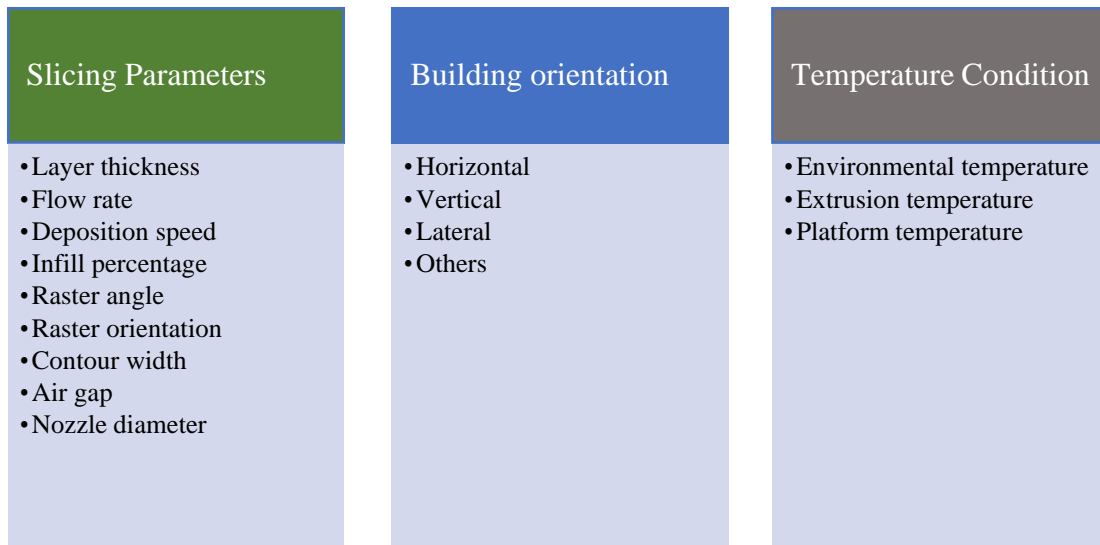 Slicing Parameters
•Layer thickness
•Flow rate
•Deposition speed
•Infill percentage
•Raster angle
•Raster orientation
•Contour width
•Air gap
•Nozzle diameter
Building orientation
•Horizontal
•Vertical
•Lateral
•Others
Temperature Condition
•Environmental temperature
•Extrusion temperature
•Platform temperature